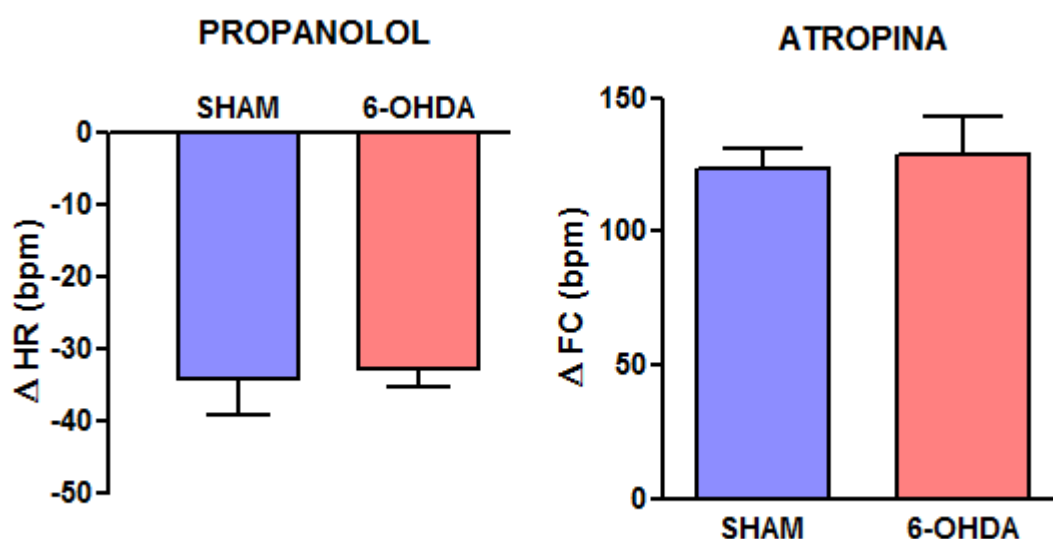 PROPANOLOL
SHAM 6-OHDA
0
-10
-20
-30
-40
-50
Δ HR (bpm)
ATROPINA
150
100
50
0
Δ FC (bpm)
SHAM 6-OHDA